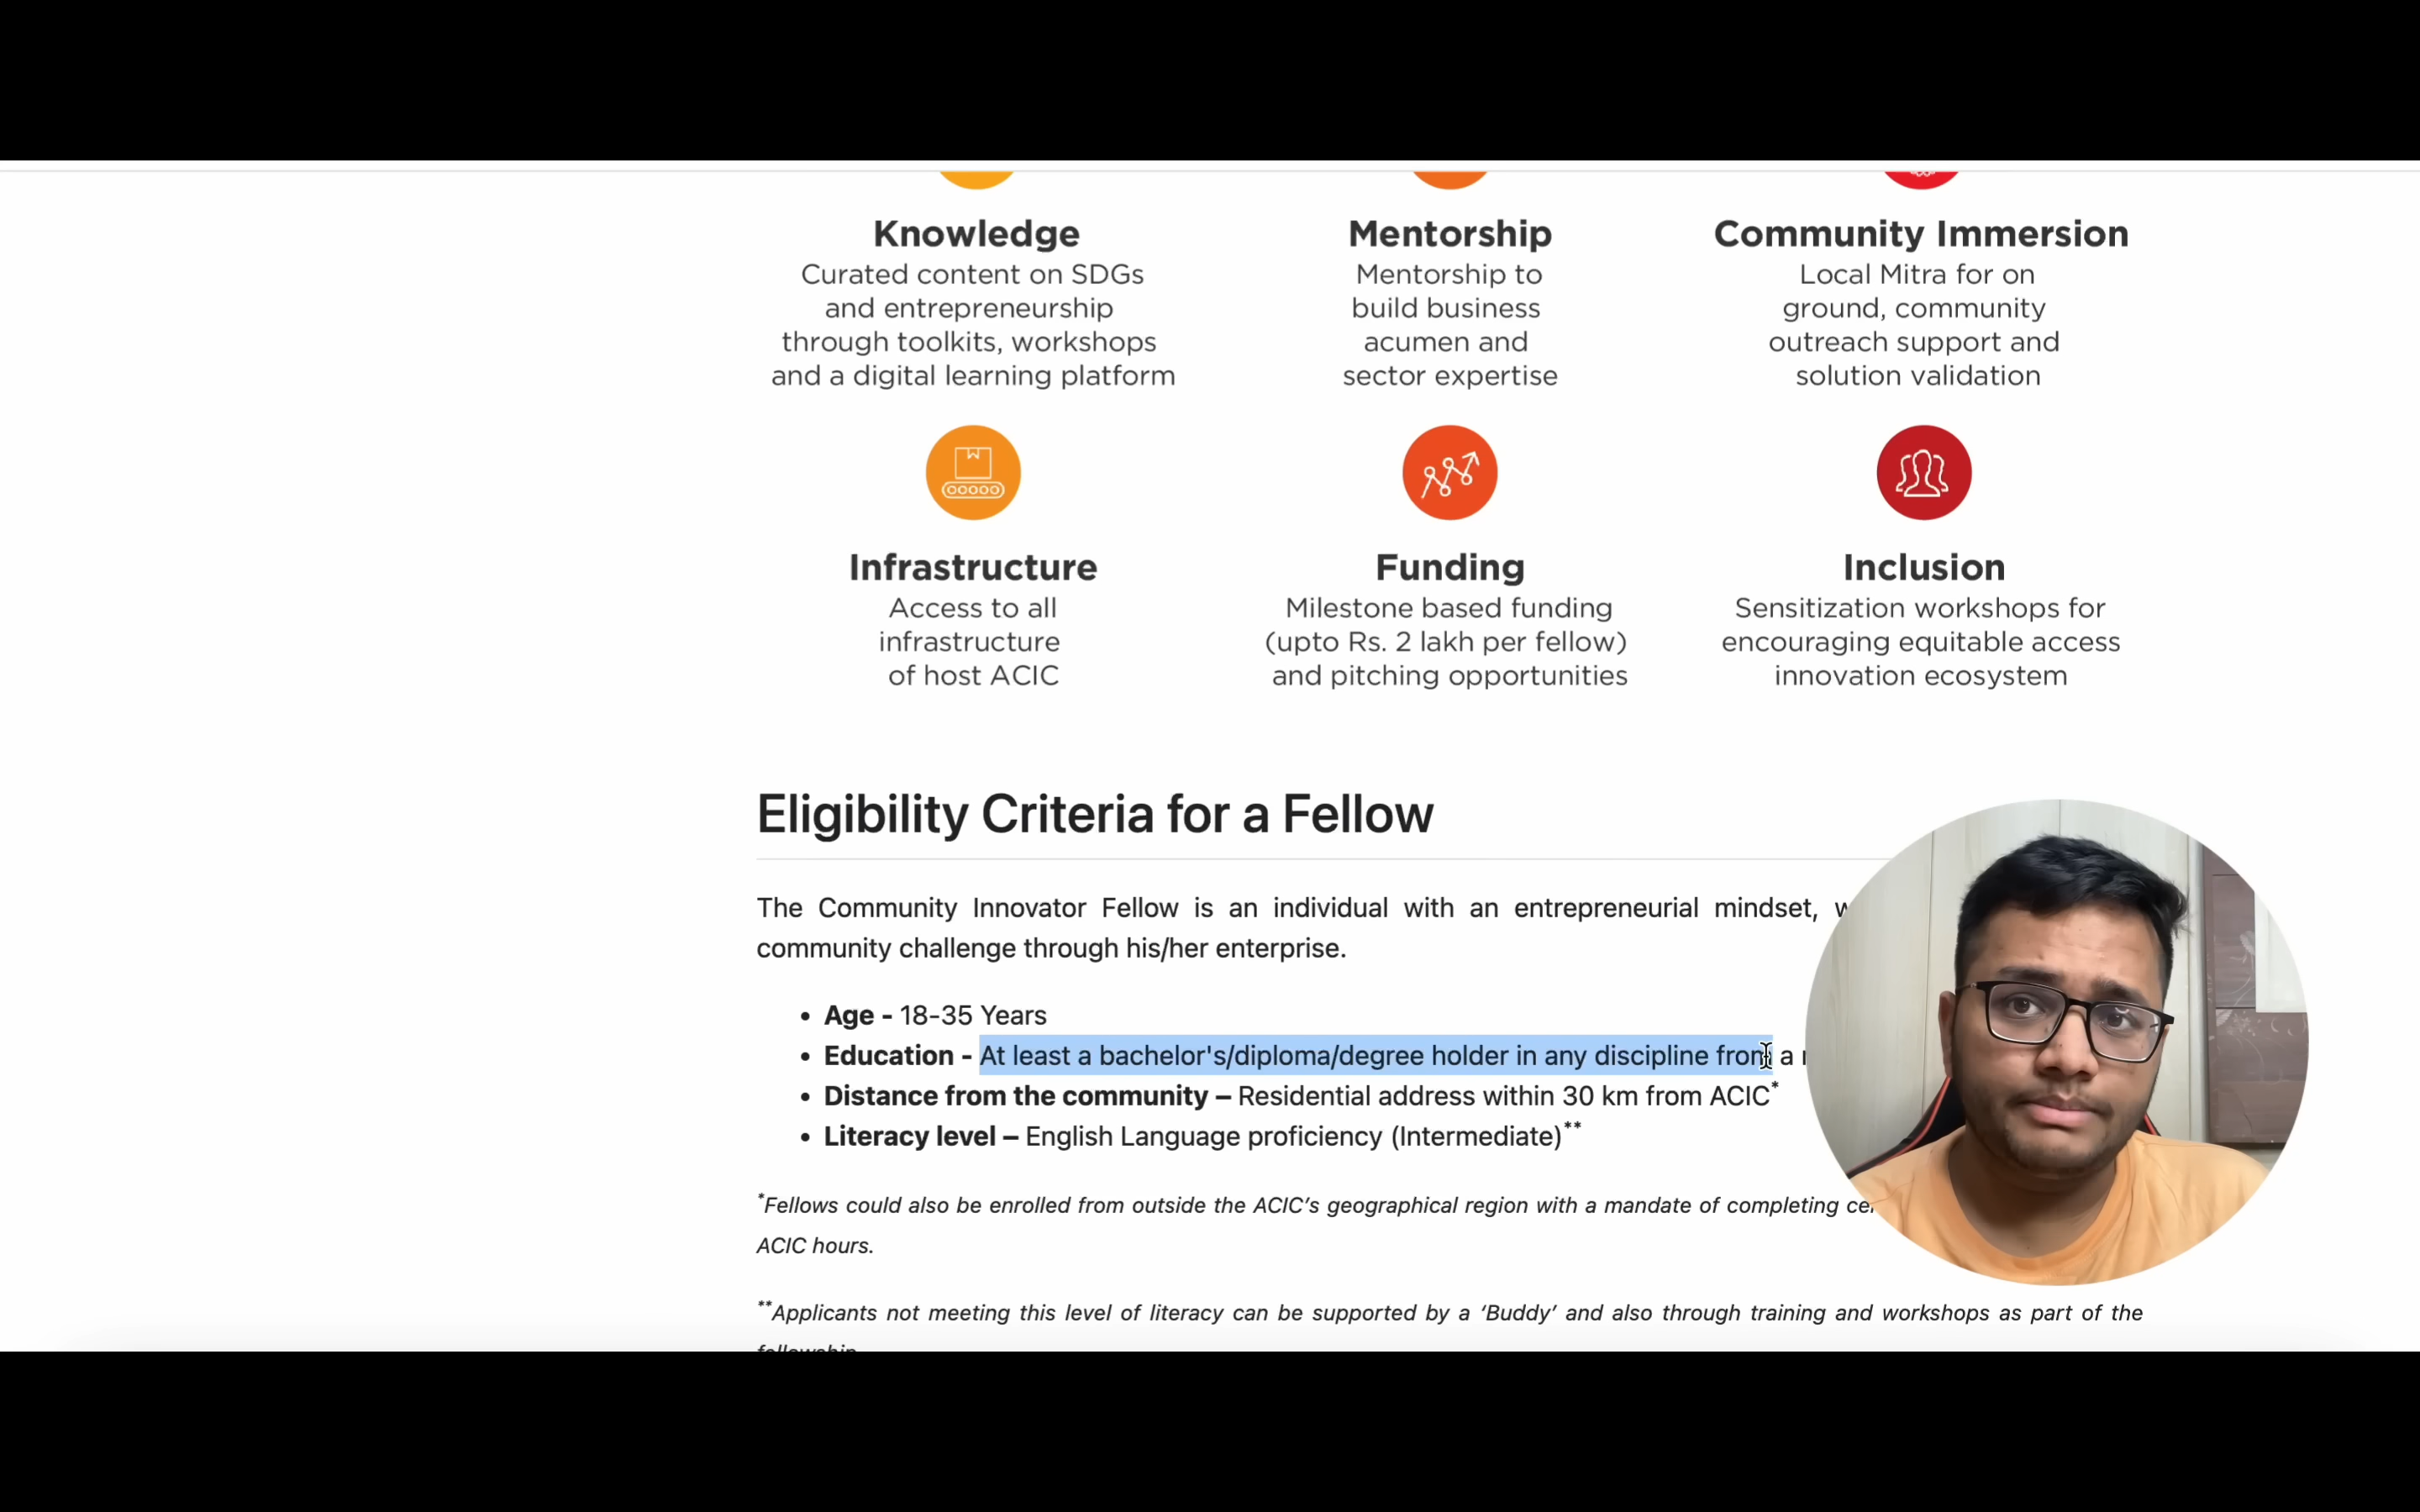 Knowledge
Curated content on SDGs
and entrepreneurship
through toolkits, workshops
and a digital learning platform
Mentorship
Mentorship to
build business
acumen and
sector expertise
Community Immersion
Local Mitra for on
ground, community
outreach support and
solution validation
Infrastructure
Access to all
infrastructure
of host ACIC
Funding
Milestone based funding
(upto Rs. 2 lakh per fellow)
and pitching opportunities
Inclusion
Sensitization workshops for
encouraging equitable access
innovation ecosystem
Eligibility Criteria for a Fellow
The Community Innovator Fellow is an individual with an entrepreneurial mindset,
community challenge through his/her enterprise.
• Age - 18-35 Years
• Education - At least a bachelor's/diploma/degree holder in any discipline from a
• Distance from the community – Residential address within 30 km from ACIC*
• Literacy level – English Language proficiency (Intermediate)**
*Fellows could also be enrolled from outside the ACIC's geographical region with a mandate of completing
ACIC hours.
**Applicants not meeting this level of literacy can be supported by a ‘Buddy’ and also through training and workshops as part of the